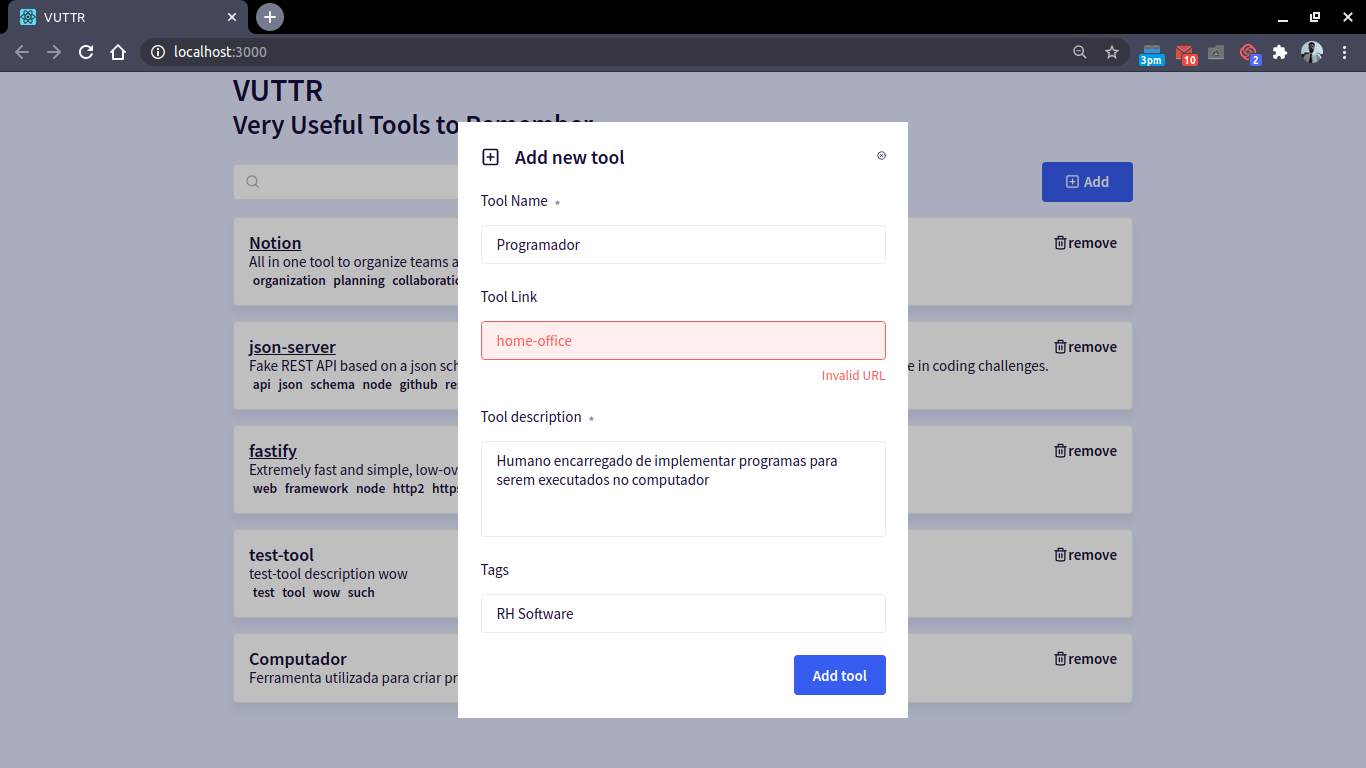 VUTTR
localhost:3000
3pm
10
2
VUTTR
Very Useful Tools to Remember
Add
Add new tool
Tool Name *
Programador
Tool Link
home-office
Invalid URL
Tool description *
Humano encarregado de implementar programas para
serem executados no computador
Tags
RH Software
Add tool
Notion
remove
All in one tool to organize teams a
organization planning collaboratio
json-server
remove
Fake REST API based on a json sch
e in coding challenges.
api json schema node github re
fastify
remove
Extremely fast and simple, low-ov
web framework node http2 http
test-tool
remove
test-tool description wow
test tool wow such
Computador
remove
Ferramenta utilizada para criar pr